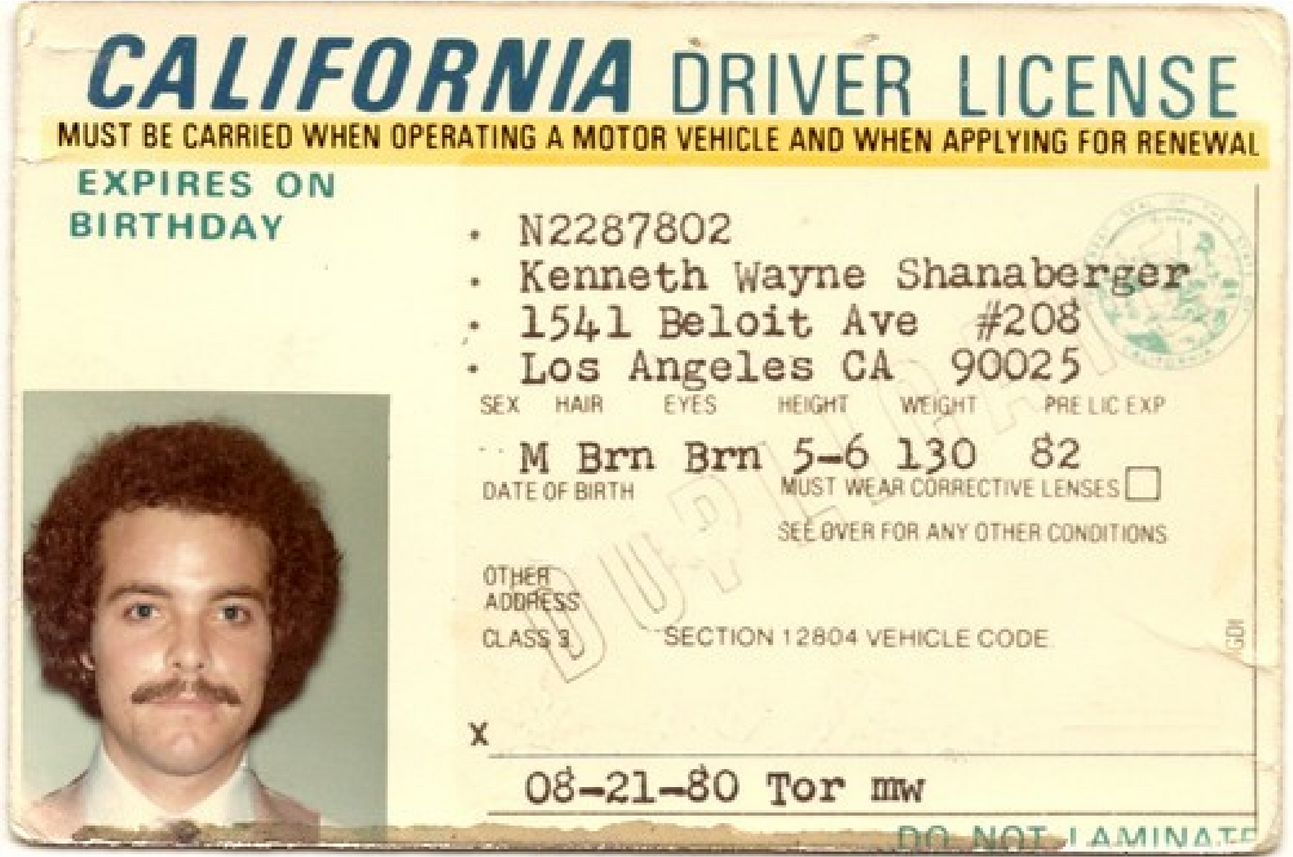 CALIFORNIA DRIVER LICENSE
MUST BE CARRIED WHEN OPERATING A MOTOR VEHICLE AND WHEN APPLYING FOR RENEWAL
EXPIRES ON
BIRTHDAY
N2287802
Kenneth Wayne Shanaberger
1541 Beloit Ave #208
Los Angeles CA 90025
SEX HAIR EYES HEIGHT WEIGHT PRE LIC EXP
M Brn Brn 5-6 130 82
DATE OF BIRTH MUST WEAR CORRECTIVE LENSES
SEE OVER FOR ANY OTHER CONDITIONS
DUPLICATE
OTHER
ADDRESS
CLASS 3 SECTION 12804 VEHICLE CODE
X
08-21-80 Tor mw
DO NOT LAMINATE